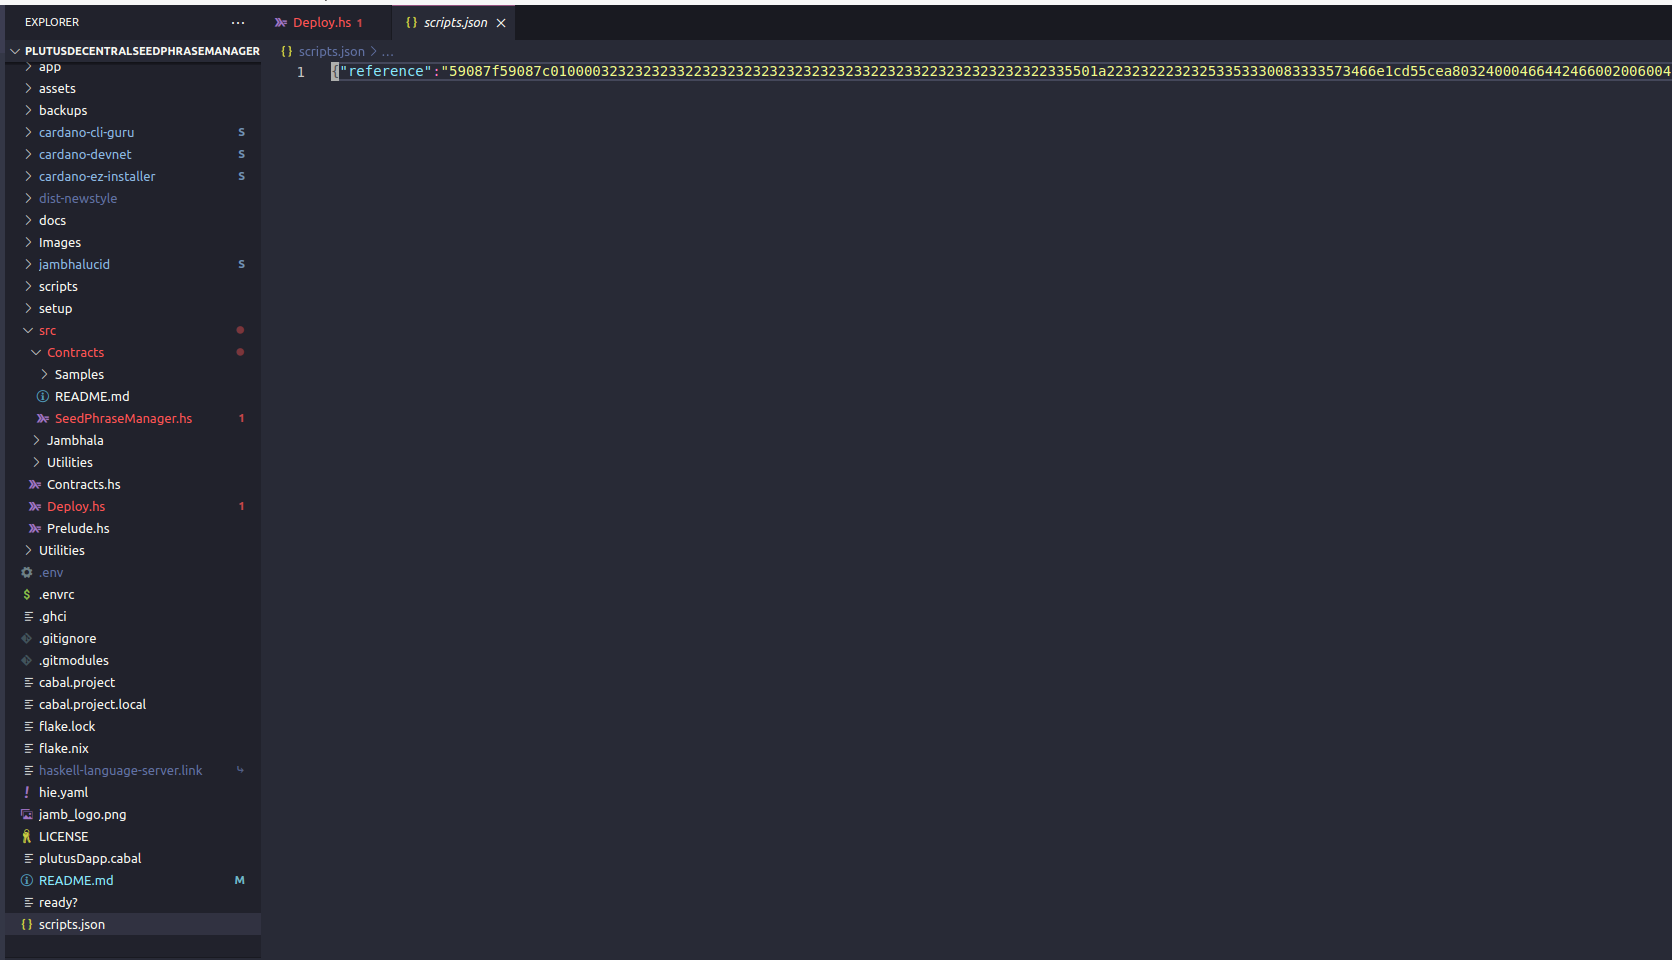 EXPLORER ...
Deploy.hs 1
scripts.json
PLUTUSDECENTRALSEEDPHRASEMANAGER
scripts.json > ...
1 {"reference":"59087f59087c01000032323232332232323232323232323232332232332232323232323232322335501a22323222323253353330083333573466e1cd55cea80324000466442466002006004
app
assets
backups
cardano-cli-guru S
cardano-devnet S
cardano-ez-installer S
dist-newstyle
docs
Images
jambhalucid S
scripts
setup
src
Contracts
Samples
README.md
SeedPhraseManager.hs 1
Jambhala
Utilities
Contracts.hs
Deploy.hs 1
Prelude.hs
Utilities
.env
.envrc
.ghci
.gitignore
.gitmodules
cabal.project
cabal.project.local
flake.lock
flake.nix
haskell-language-server.link
hie.yaml
jamb_logo.png
LICENSE
plutusDapp.cabal
README.md M
ready?
scripts.json